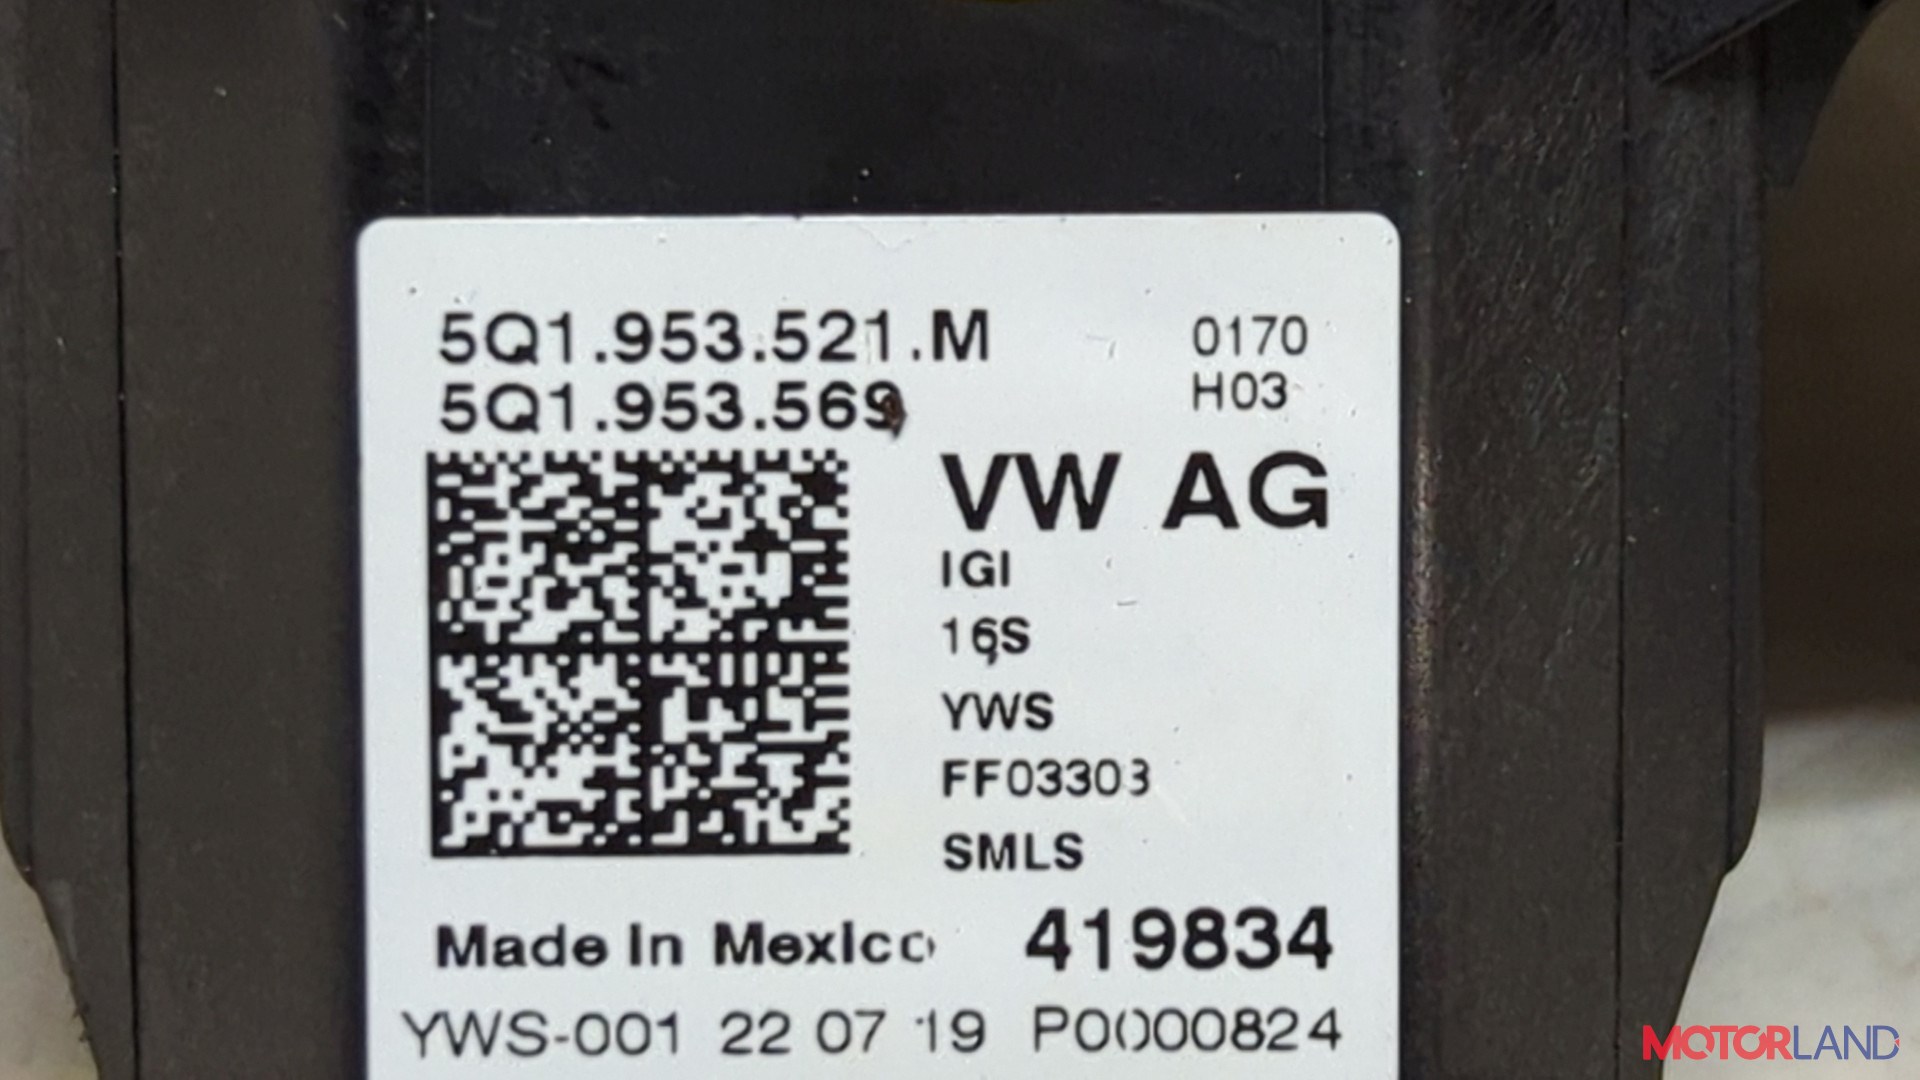 5Q1.953.521.M
0170
5Q1.953.569
H03
VW AG
IGI
16S
YWS
FF03303
SMLS
Made In Mexico
419834
YWS-001 22 07 19 P0000824
MOTORLAND